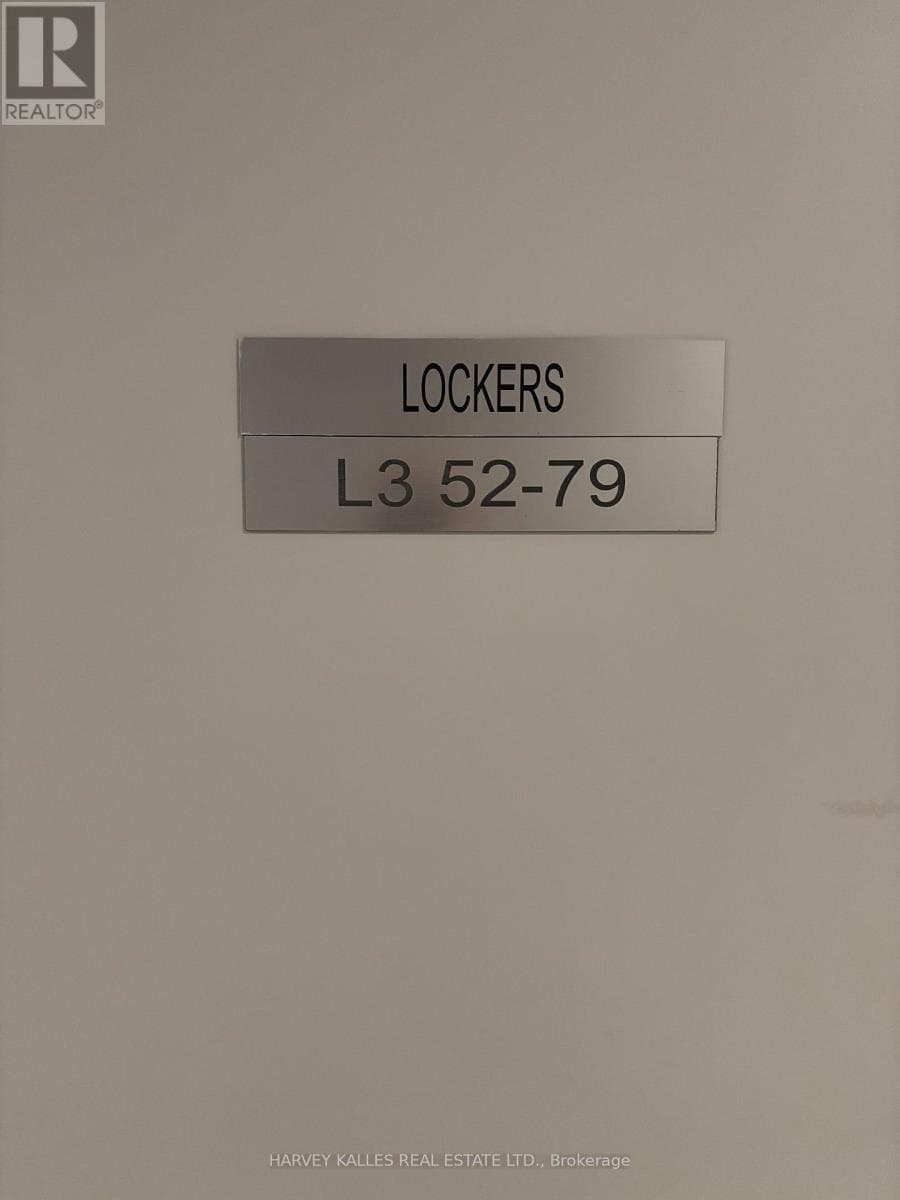 R
REALTOR®
LOCKERS
L3 52-79
HARVEY KALLES REAL ESTATE LTD., Brokerage